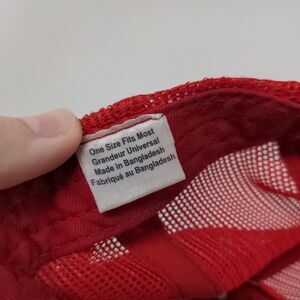 One Size Fits Most
Grandeur Universal
Made in Bangladesh
Fabriqué au Bangladesh